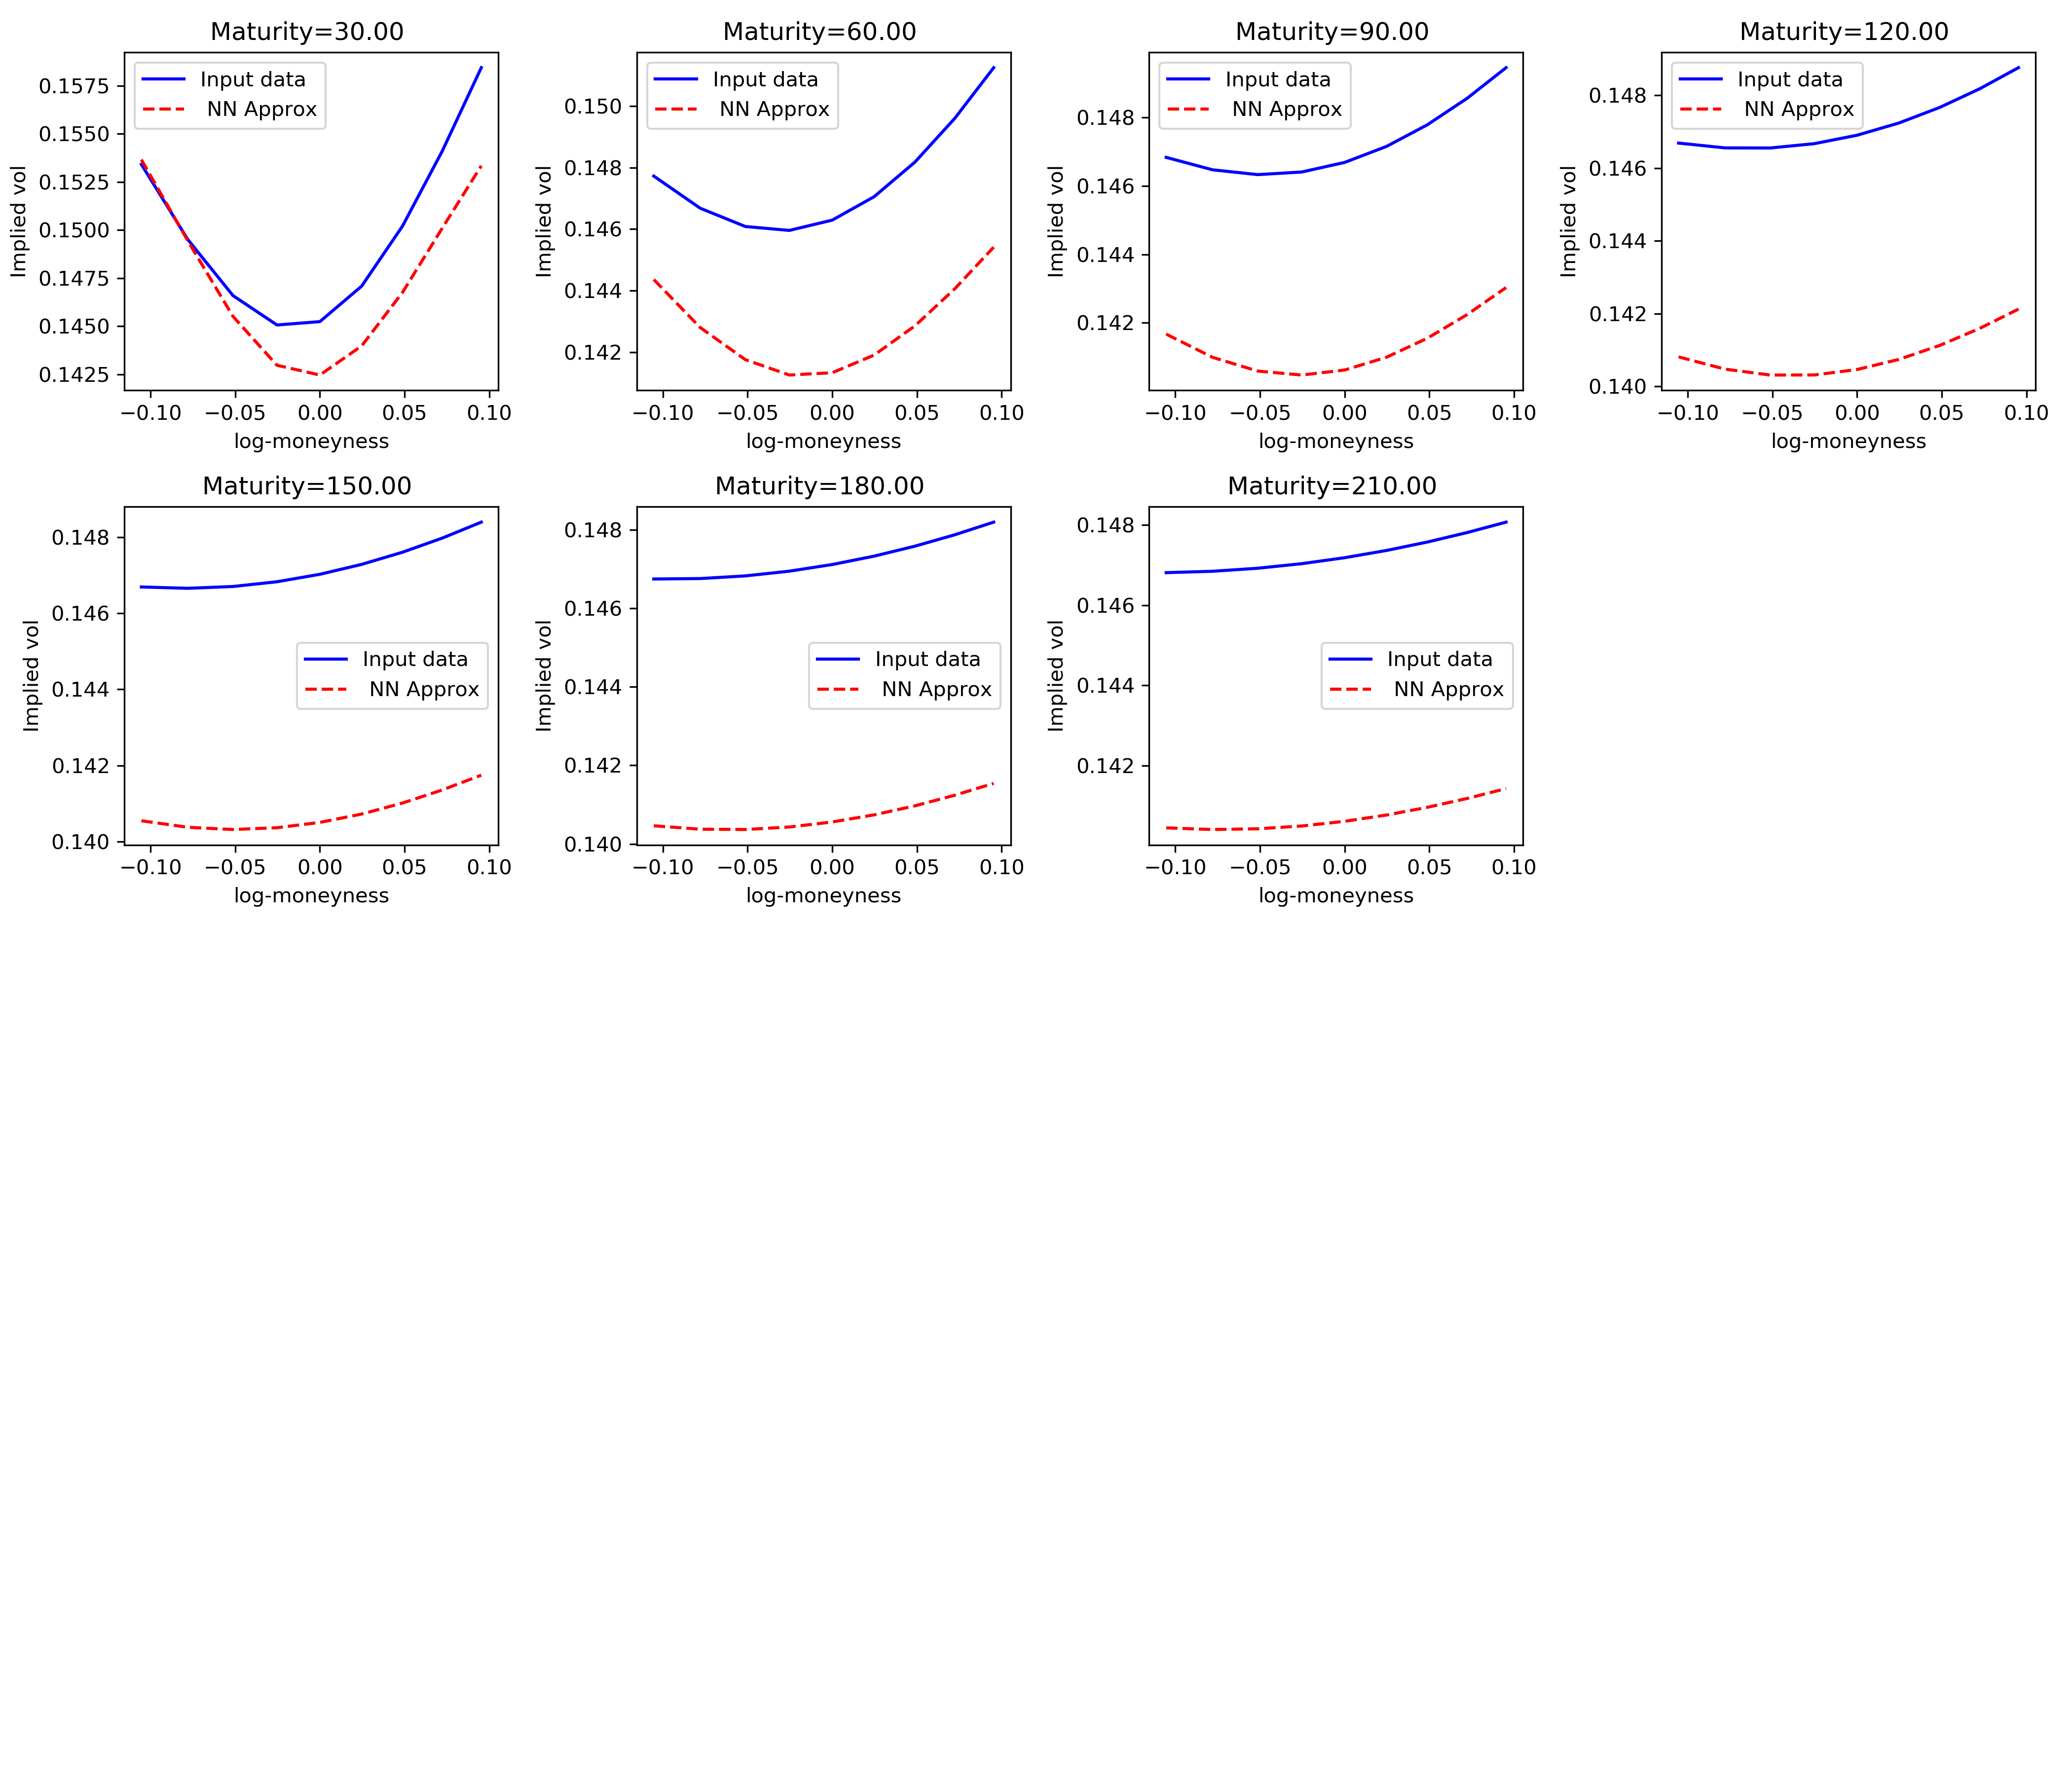 Maturity=30.00
0.1575
0.1550
0.1525
0.1500
0.1475
0.1450
0.1425
Implied vol
Input data
NN Approx
−0.10 −0.05 0.00 0.05 0.10
log-moneyness
Maturity=60.00
0.150
0.148
0.146
0.144
0.142
Implied vol
Input data
NN Approx
−0.10 −0.05 0.00 0.05 0.10
log-moneyness
Maturity=90.00
0.148
0.146
0.144
0.142
Implied vol
Input data
NN Approx
−0.10 −0.05 0.00 0.05 0.10
log-moneyness
Maturity=120.00
0.148
0.146
0.144
0.142
0.140
Implied vol
Input data
NN Approx
−0.10 −0.05 0.00 0.05 0.10
log-moneyness
Maturity=150.00
0.148
0.146
0.144
0.142
0.140
Implied vol
Input data
NN Approx
−0.10 −0.05 0.00 0.05 0.10
log-moneyness
Maturity=180.00
0.148
0.146
0.144
0.142
0.140
Implied vol
Input data
NN Approx
−0.10 −0.05 0.00 0.05 0.10
log-moneyness
Maturity=210.00
0.148
0.146
0.144
0.142
Implied vol
Input data
NN Approx
−0.10 −0.05 0.00 0.05 0.10
log-moneyness